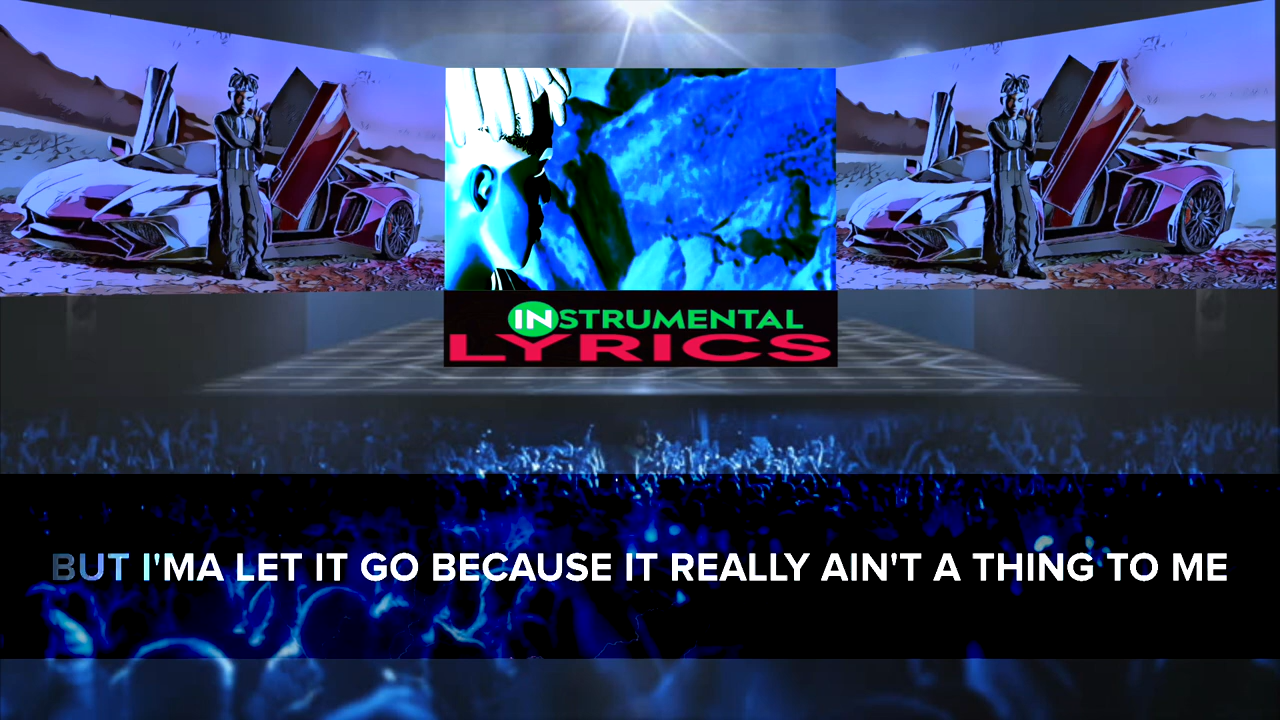 INSTRUMENTAL
LYRICS
BUT I'MA LET IT GO BECAUSE IT REALLY AIN'T A THING TO ME